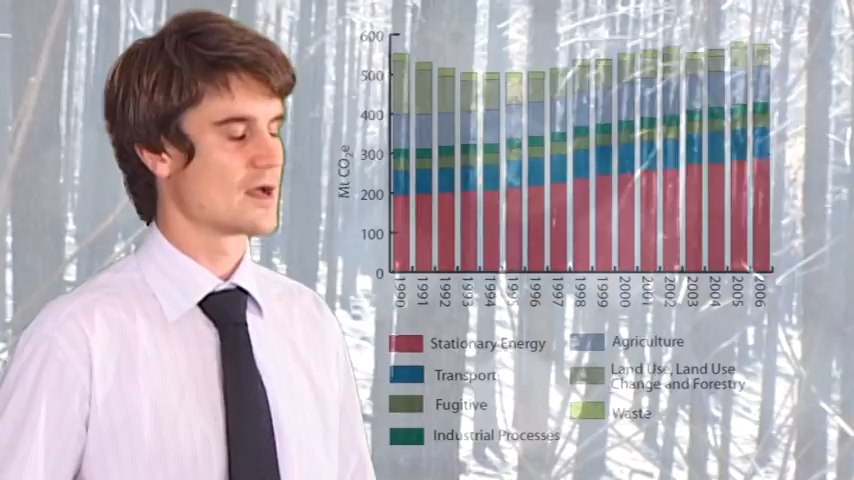 600
500
400
300
200
100
0
Mt CO₂e
1990 1991 1992 1993 1994 1995 1996 1997 1998 1999 2000 2001 2002 2003 2004 2005 2006
Stationary Energy
Transport
Fugitive
Industrial Processes
Agriculture
Land Use, Land Use
Change and Forestry
Waste